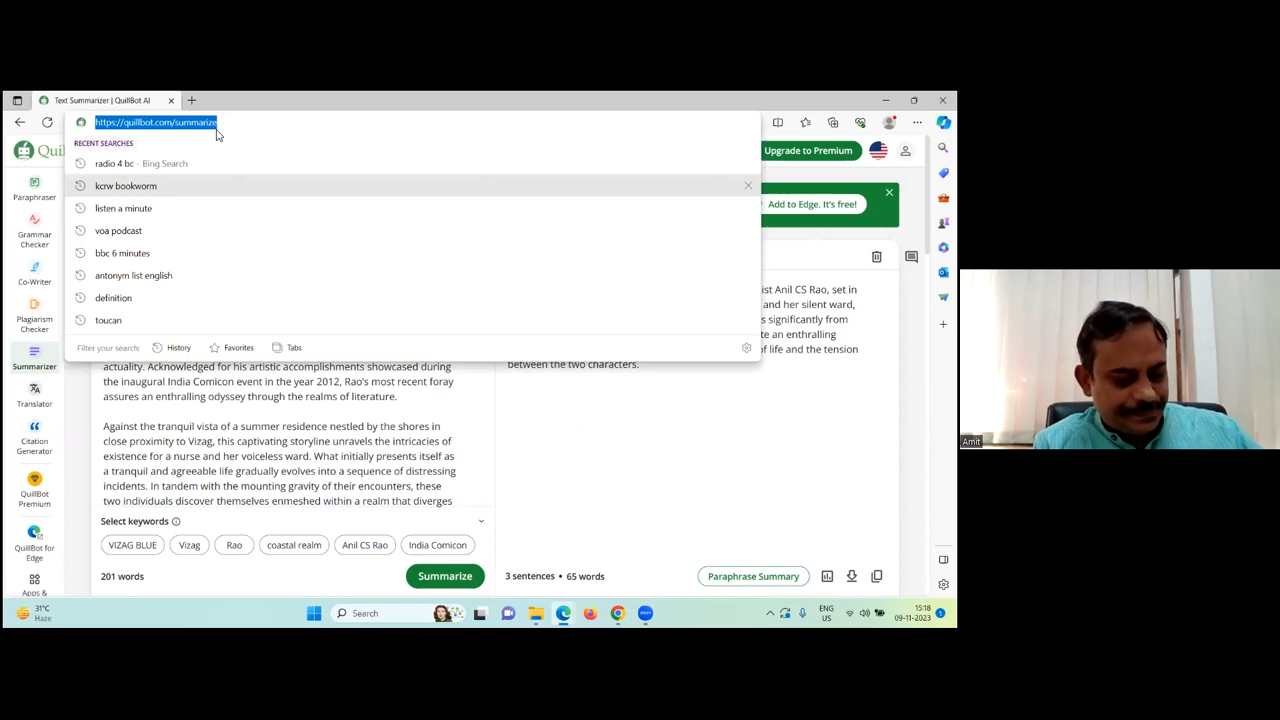 Text Summarizer | QuillBot AI
https://quillbot.com/summarize
RECENT SEARCHES
radio 4 bc - Bing Search
kcrw bookworm
listen a minute
voa podcast
bbc 6 minutes
antonym list english
definition
toucan
Filter your search:
History
Favorites
Tabs
Upgrade to Premium
Add to Edge. It's free!
Paraphraser
Grammar
Checker
Co-Writer
Plagiarism
Checker
Summarizer
Translator
Citation
Generator
QuillBot
Premium
QuillBot for
Edge
Apps
actuality. Acknowledged for his artistic accomplishments showcased during
the inaugural India Comicon event in the year 2012, Rao's most recent foray
assures an enthralling odyssey through the realms of literature.
Against the tranquil vista of a summer residence nestled by the shores in
close proximity to Vizag, this captivating storyline unravels the intricacies of
existence for a nurse and her voiceless ward. What initially presents itself as
a tranquil and agreeable life gradually evolves into a sequence of distressing
incidents. In tandem with the mounting gravity of their encounters, these
two individuals discover themselves enmeshed within a realm that diverges
Select keywords
VIZAG BLUE
Vizag
Rao
coastal realm
Anil CS Rao
India Comicon
201 words
Summarize
ist Anil CS Rao, set in
and her silent ward,
s significantly from
te an enthralling
of life and the tension
between the two characters.
3 sentences • 65 words
Paraphrase Summary
31°C
Haze
Search
ENG
US
15:18
09-11-2023
1
Amit